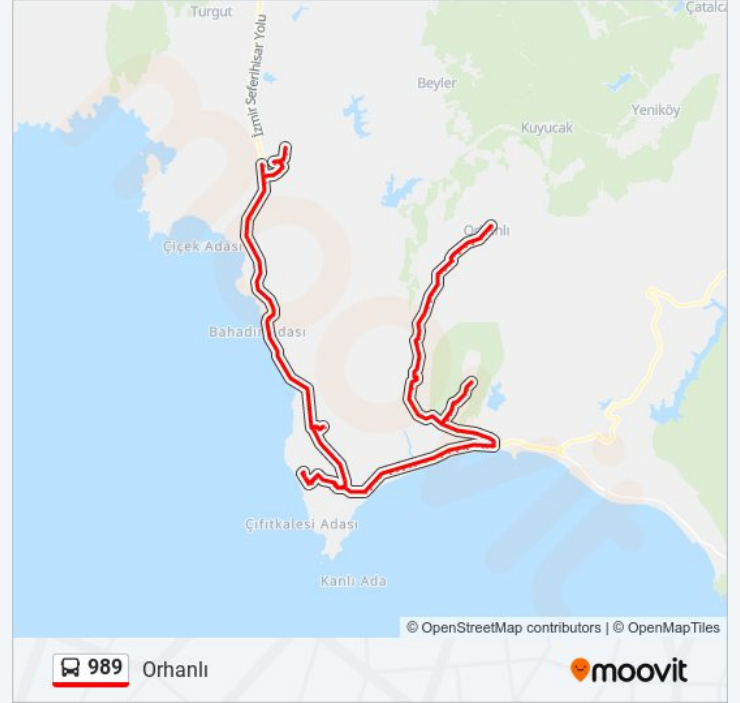 Turgut
Çatalca
İzmir Seferihisar Yolu
Beyler
Yeniköy
Kuyucak
Orhanlı
Çiçek Adası
Bahadır Adası
Çıfıtkalesi Adası
Kanlı Ada
© OpenStreetMap contributors | © OpenMapTiles
989 Orhanlı
moovit